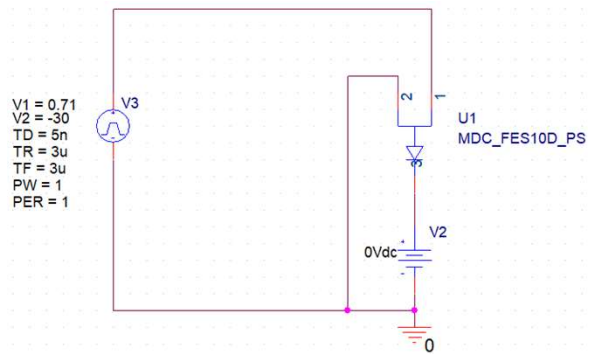 V1 = 0.71
V2 = -30
TD = 5n
TR = 3u
TF = 3u
PW = 1
PER = 1
V3
2
1
U1
MDC_FES10D_PS
3
V2
0Vdc
0